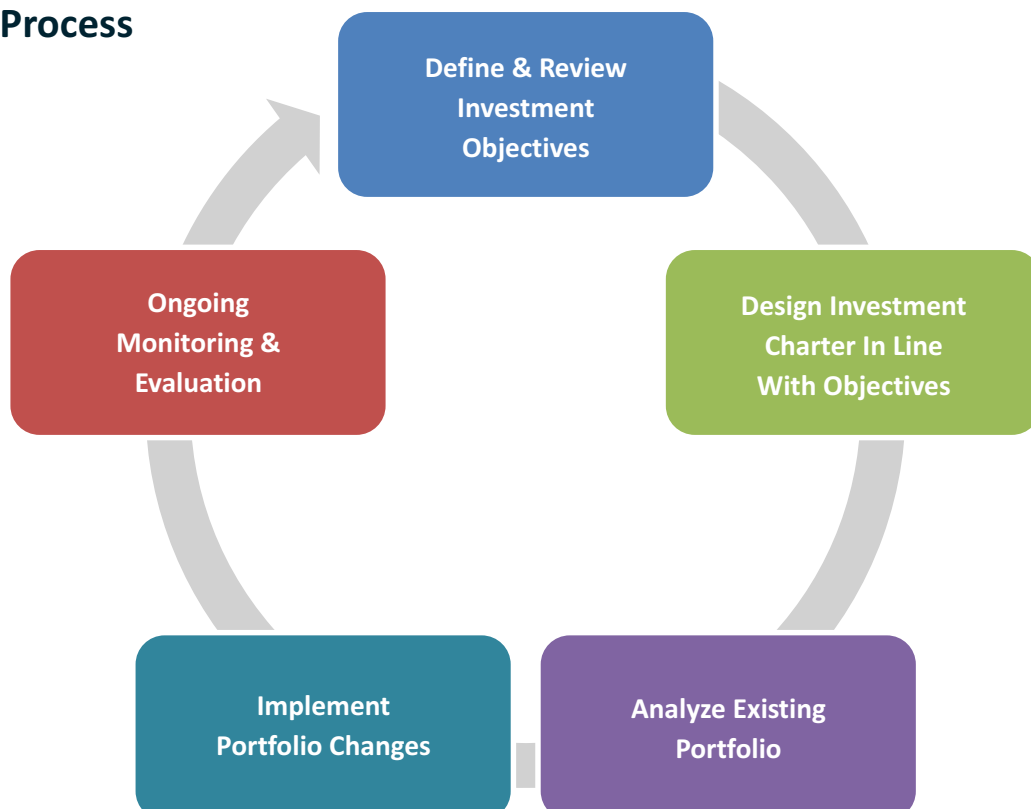 Process
Define & Review
Investment
Objectives
Design Investment
Charter In Line
With Objectives
Analyze Existing
Portfolio
Implement
Portfolio Changes
Ongoing
Monitoring &
Evaluation